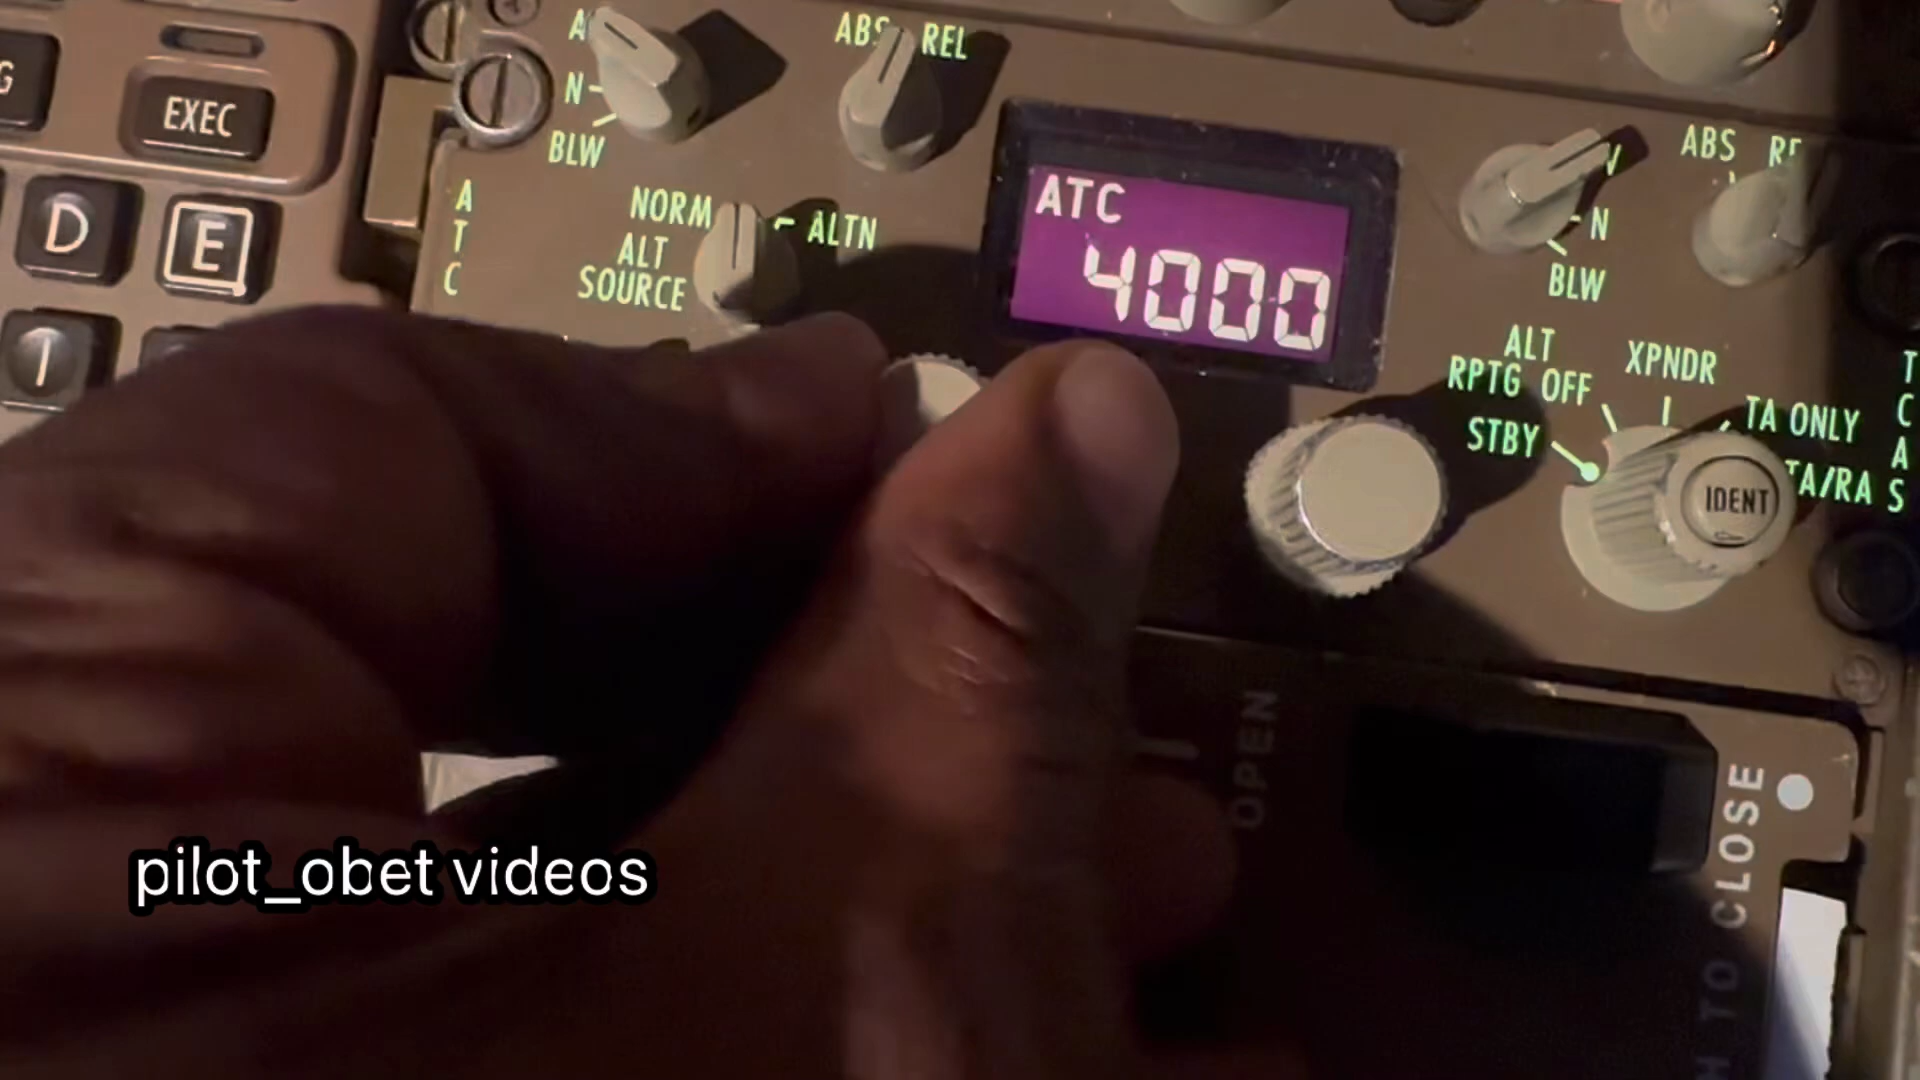 ABS REL
N
BLW
G
EXEC
D
E
I
A
T
C
NORM
ALTN
ALT
SOURCE
ATC
4000
ABS
N
BLW
ALT
RPTG OFF
XPNDR
STBY
TA ONLY
TA/RA
IDENT
T
C
A
S
OPEN
TO CLOSE
pilot_obet videos